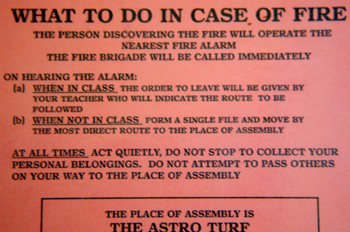 WHAT TO DO IN CASE OF FIRE
THE PERSON DISCOVERING THE FIRE WILL OPERATE THE
NEAREST FIRE ALARM
THE FIRE BRIGADE WILL BE CALLED IMMEDIATELY
ON HEARING THE ALARM:
(a) WHEN IN CLASS THE ORDER TO LEAVE WILL BE GIVEN BY
YOUR TEACHER WHO WILL INDICATE THE ROUTE TO BE
FOLLOWED
(b) WHEN NOT IN CLASS FORM A SINGLE FILE AND MOVE BY
THE MOST DIRECT ROUTE TO THE PLACE OF ASSEMBLY
AT ALL TIMES ACT QUIETLY, DO NOT STOP TO COLLECT YOUR
PERSONAL BELONGINGS. DO NOT ATTEMPT TO PASS OTHERS
ON YOUR WAY TO THE PLACE OF ASSEMBLY
THE PLACE OF ASSEMBLY IS
THE ASTRO TURF